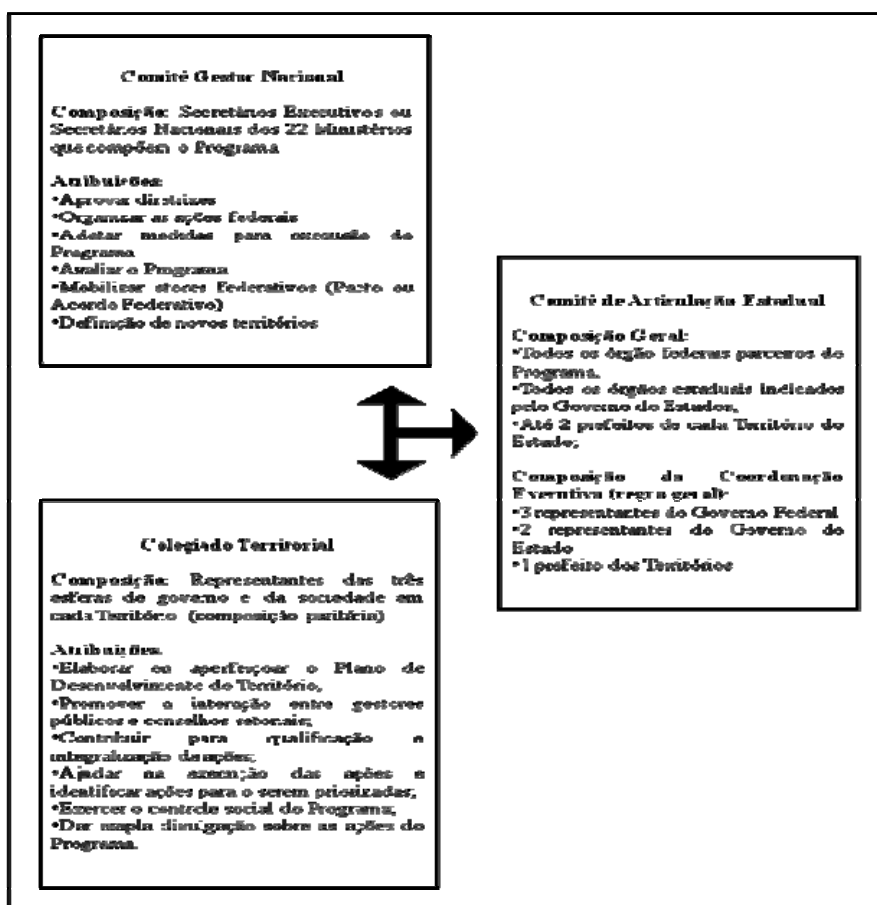 Comitê Gestor Nacional
Composição: Secretários Executivos ou
Secretários Nacionais dos 22 Ministérios
que compõem o Programa
Atribuições:
•Aprovar diretrizes
•Organizar as ações federais
•Adotar medidas para execução do
Programa
•Avaliar o Programa
•Mobilizar atores Federativos (Pacto ou
Acordo Federativo)
•Definição de novos territórios
Comitê de Articulação Estadual
Composição Geral:
•Todos os órgão federais parceiros do
Programa.
•Todos os órgãos estaduais indicados
pelo Governo do Estados,
•Até 2 prefeitos de cada Território do
Estado;
Composição da Coordenação
Executiva (regra geral):
•3 representantes do Governo Federal
•2 representantes do Governo do
Estado
•1 prefeito dos Territórios
Colegiado Territorial
Composição: Representantes das três
esferas de governo e da sociedade em
cada Território (composição paritária)
Atribuições
•Elaborar ou aperfeiçoar o Plano de
Desenvolvimento do Território,
•Promover a interação entre gestores
públicos e conselhos setoriais;
•Contribuir para qualificação e
integralização de ações;
•Ajudar na execução das ações e
identificar ações para o serem priorizadas;
•Exercer o controle social do Programa;
•Dar ampla divulgação sobre as ações do
Programa.